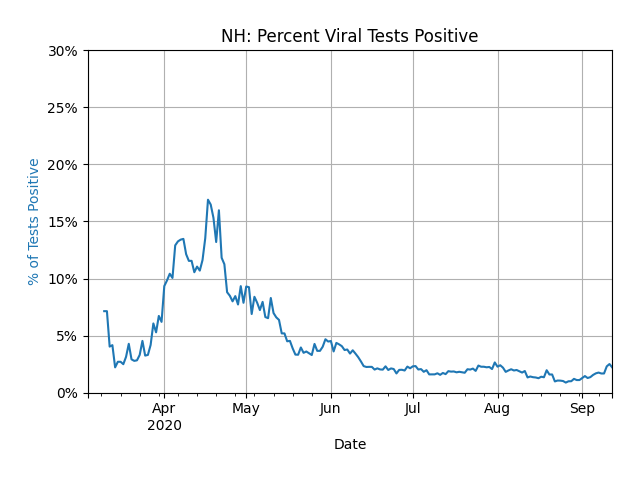 NH: Percent Viral Tests Positive
30%
25%
20%
15%
10%
5%
0%
% of Tests Positive
Apr May Jun Jul Aug Sep
2020
Date